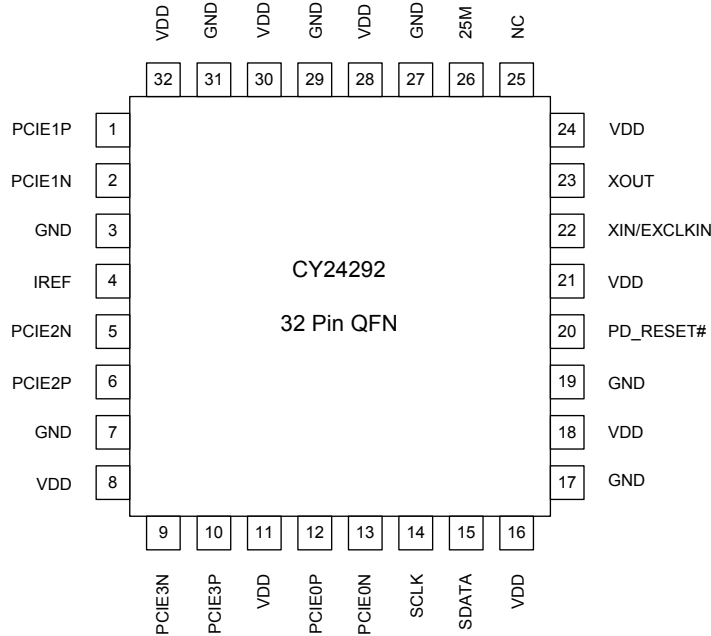 VDD
GND
VDD
GND
VDD
GND
25M
NC
32
31
30
29
28
27
26
25
PCIE1P 1
24 VDD
PCIE1N 2
23 XOUT
GND 3
22 XIN/EXCLKIN
IREF 4
21 VDD
PCIE2N 5
20 PD_RESET#
PCIE2P 6
19 GND
GND 7
18 VDD
VDD 8
17 GND
CY24292
32 Pin QFN
9
10
11
12
13
14
15
16
PCIE3N
PCIE3P
VDD
PCIE0P
PCIE0N
SCLK
SDATA
VDD